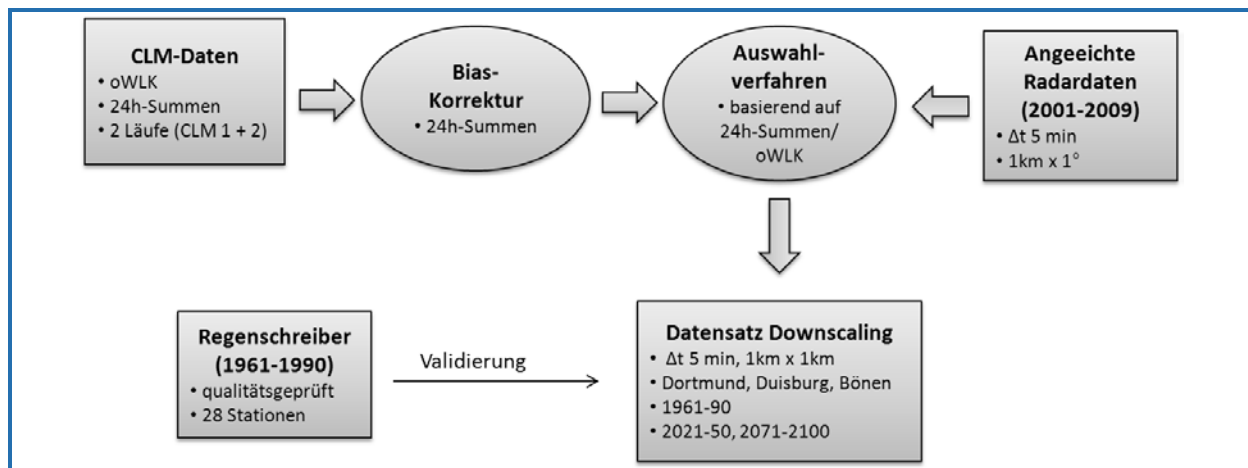 CLM-Daten
• oWLK
• 24h-Summen
• 2 Läufe (CLM 1 + 2)
Bias-
Korrektur
• 24h-Summen
Auswahl-
verfahren
• basierend auf
24h-Summen/
oWLK
Angeeichte
Radardaten
(2001-2009)
• Δt 5 min
• 1km x 1°
Regenschreiber
(1961-1990)
• qualitätsgeprüft
• 28 Stationen
Validierung
Datensatz Downscaling
• Δt 5 min, 1km x 1km
• Dortmund, Duisburg, Bönen
• 1961-90
• 2021-50, 2071-2100